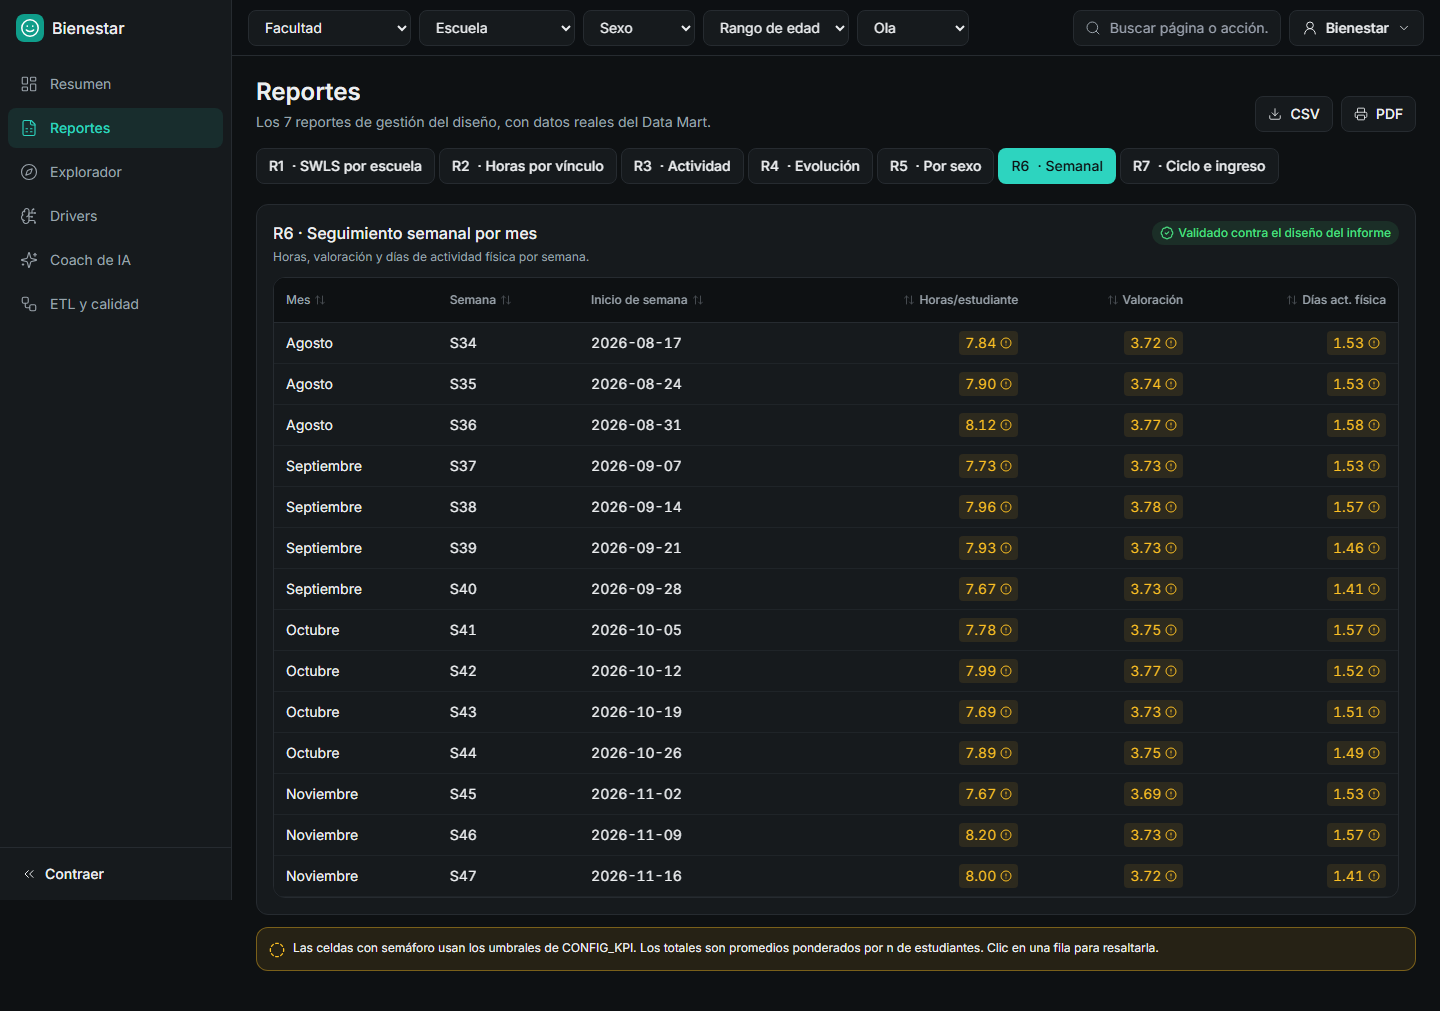 Bienestar
Facultad
Escuela
Sexo
Rango de edad
Ola
Buscar página o acción.
Bienestar
Resumen
Reportes
Explorador
Drivers
Coach de IA
ETL y calidad
Contraer
Reportes
Los 7 reportes de gestión del diseño, con datos reales del Data Mart.
CSV
PDF
R1 · SWLS por escuela
R2 · Horas por vínculo
R3 · Actividad
R4 · Evolución
R5 · Por sexo
R6 · Semanal
R7 · Ciclo e ingreso
R6 · Seguimiento semanal por mes
Validado contra el diseño del informe
Horas, valoración y días de actividad física por semana.
Mes Semana Inicio de semana Horas/estudiante Valoración Días act. física
Agosto S34 2026-08-17 7.84 3.72 1.53
Agosto S35 2026-08-24 7.90 3.74 1.53
Agosto S36 2026-08-31 8.12 3.77 1.58
Septiembre S37 2026-09-07 7.73 3.73 1.53
Septiembre S38 2026-09-14 7.96 3.78 1.57
Septiembre S39 2026-09-21 7.93 3.73 1.46
Septiembre S40 2026-09-28 7.67 3.73 1.41
Octubre S41 2026-10-05 7.78 3.75 1.57
Octubre S42 2026-10-12 7.99 3.77 1.52
Octubre S43 2026-10-19 7.69 3.73 1.51
Octubre S44 2026-10-26 7.89 3.75 1.49
Noviembre S45 2026-11-02 7.67 3.69 1.53
Noviembre S46 2026-11-09 8.20 3.73 1.57
Noviembre S47 2026-11-16 8.00 3.72 1.41
Las celdas con semáforo usan los umbrales de CONFIG_KPI. Los totales son promedios ponderados por n de estudiantes. Clic en una fila para resaltarla.